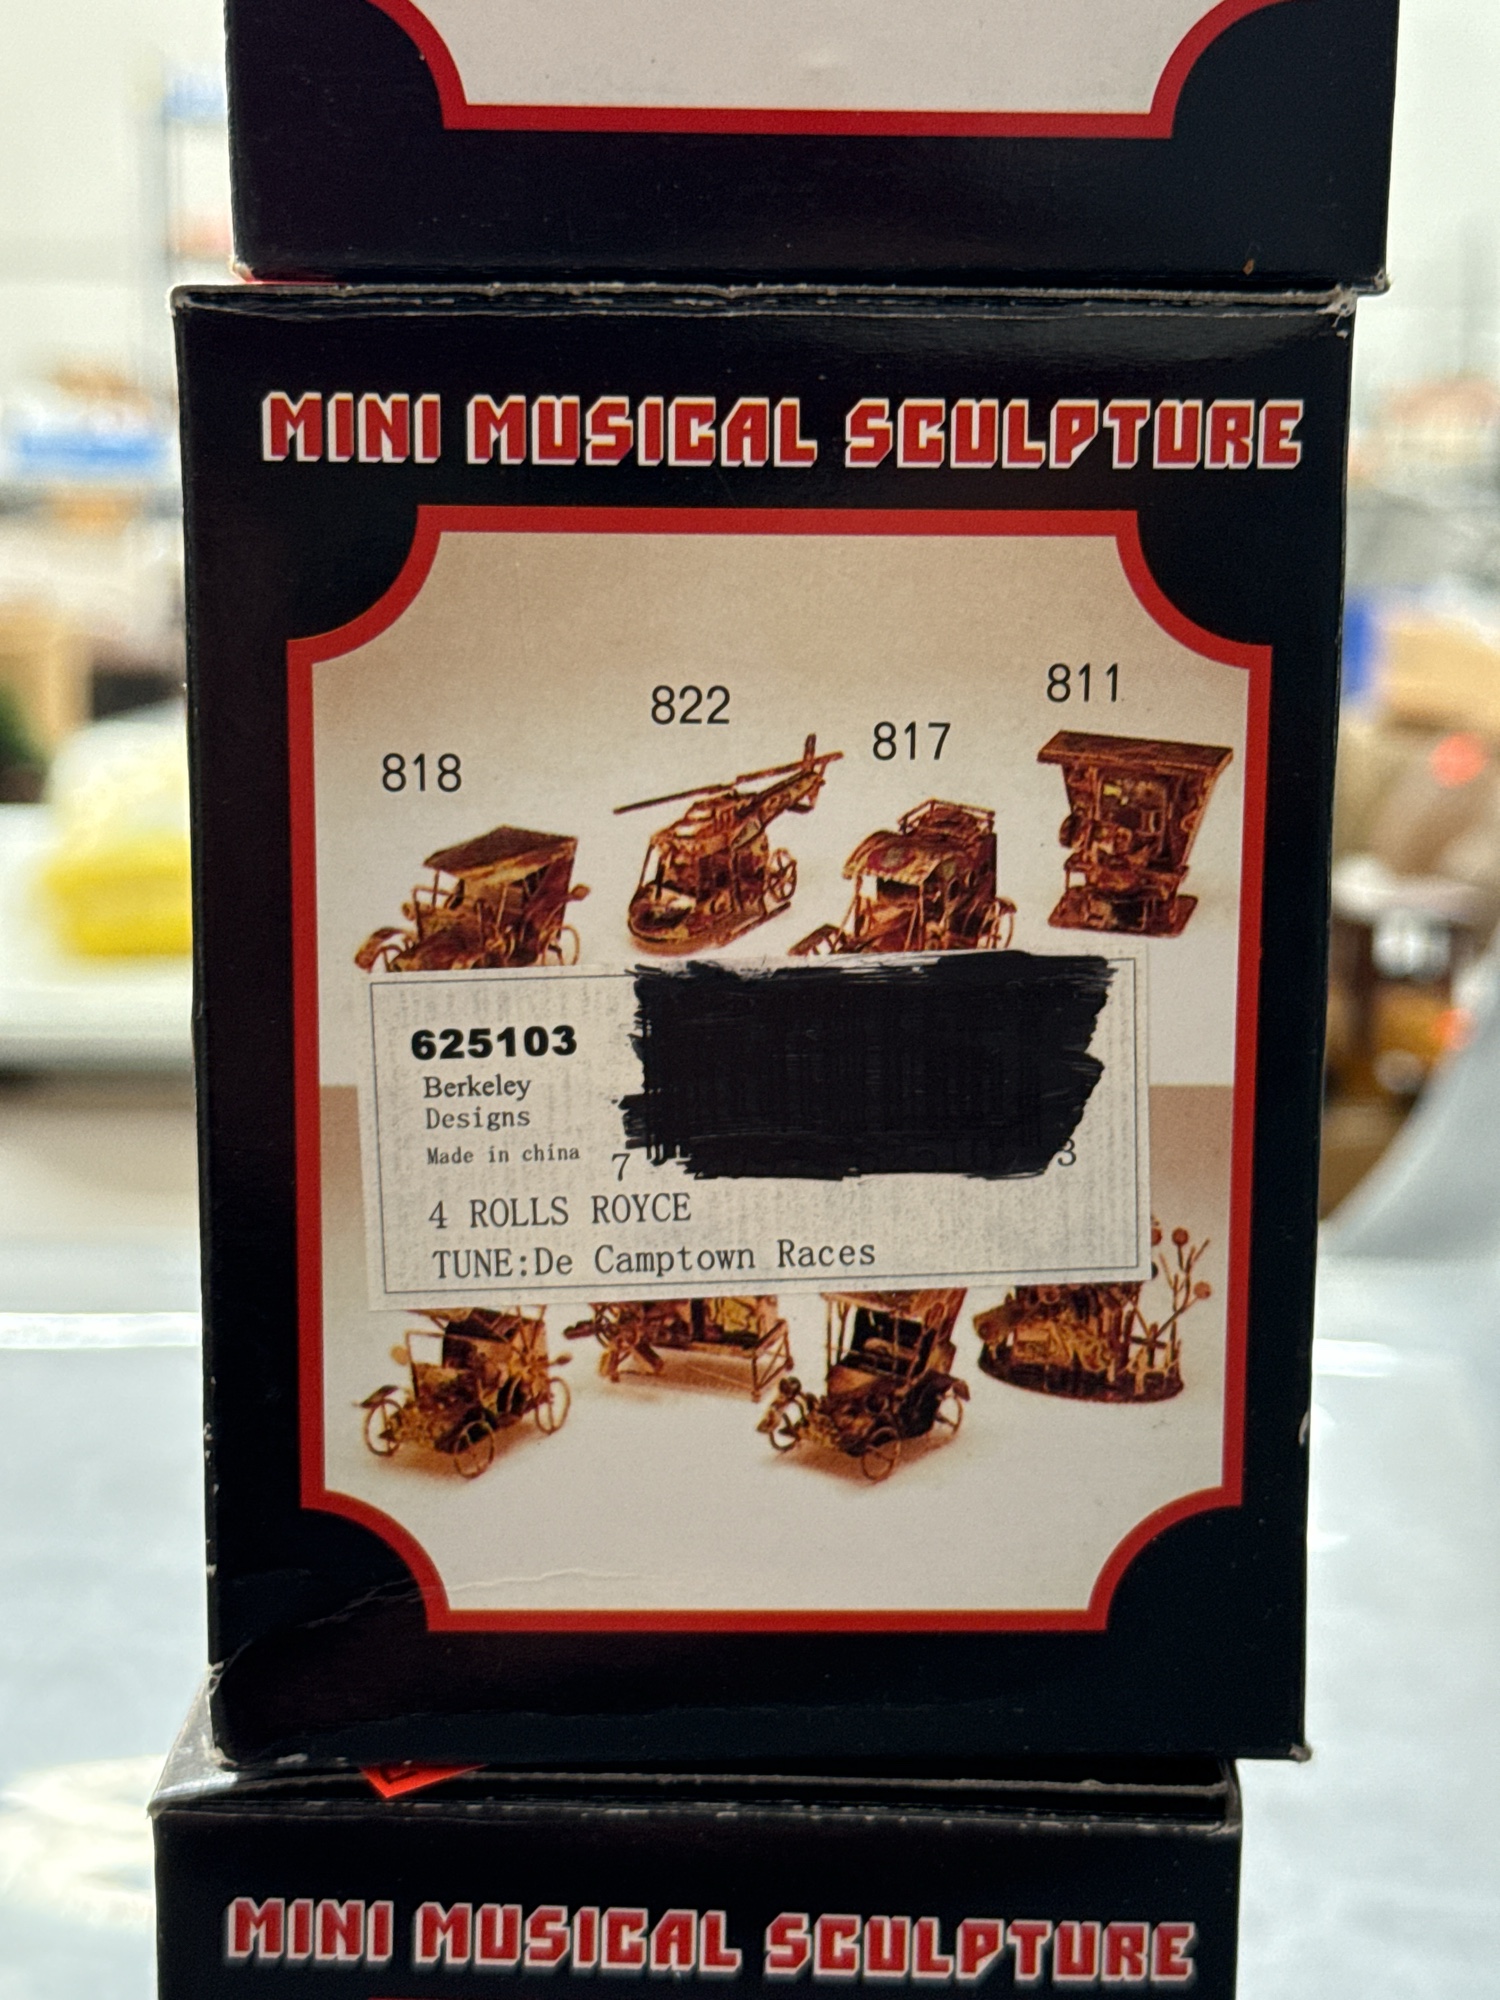 MINI MUSICAL SCULPTURE
811
822
817
818
625103
Berkeley
Designs
Made in china
7 3
4 ROLLS ROYCE
TUNE:De Camptown Races
MINI MUSICAL SCULPTURE